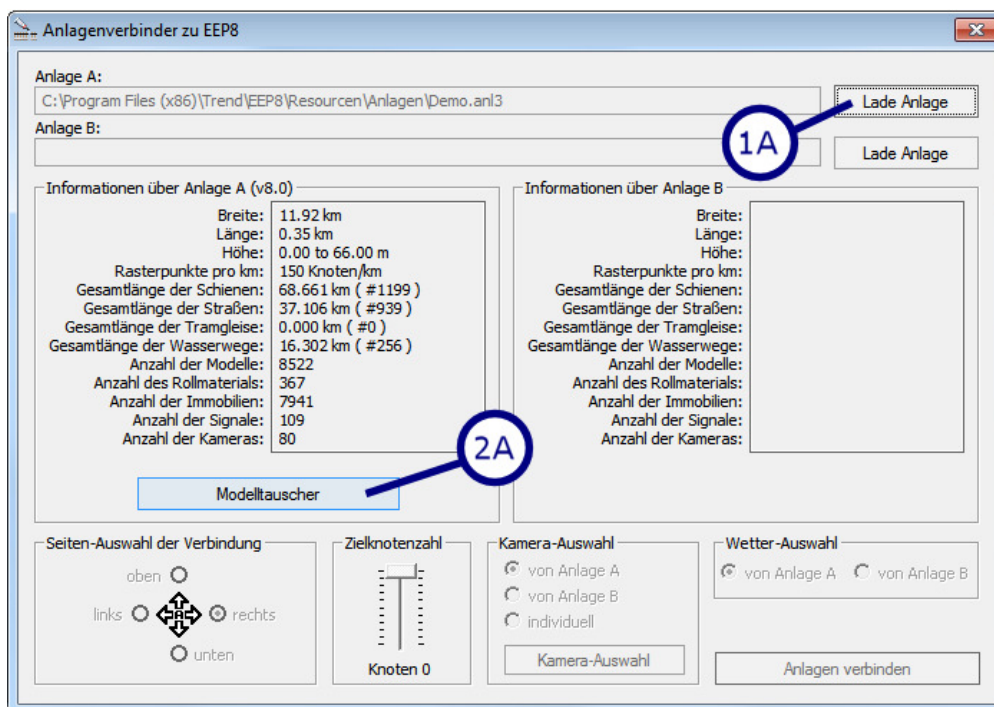 Anlagenverbinder zu EEP8
Anlage A:
C:\Program Files (x86)\Trend\EEP8\Resourcen\Anlagen\Demo.anl3
Lade Anlage
1A
Anlage B:
Lade Anlage
Informationen über Anlage A (v8.0)
Breite: 11.92 km
Länge: 0.35 km
Höhe: 0.00 to 66.00 m
Rasterpunkte pro km: 150 Knoten/km
Gesamtlänge der Schienen: 68.661 km ( #1199 )
Gesamtlänge der Straßen: 37.106 km ( #939 )
Gesamtlänge der Tramgleise: 0.000 km ( #0 )
Gesamtlänge der Wasserwege: 16.302 km ( #256 )
Anzahl der Modelle: 8522
Anzahl des Rollmaterials: 367
Anzahl der Immobilien: 7941
Anzahl der Signale: 109
Anzahl der Kameras: 80
2A
Modelltauscher
Informationen über Anlage B
Breite:
Länge:
Höhe:
Rasterpunkte pro km:
Gesamtlänge der Schienen:
Gesamtlänge der Straßen:
Gesamtlänge der Tramgleise:
Gesamtlänge der Wasserwege:
Anzahl der Modelle:
Anzahl des Rollmaterials:
Anzahl der Immobilien:
Anzahl der Signale:
Anzahl der Kameras:
Seiten-Auswahl der Verbindung
oben
links A rechts
unten
Zielknotenzahl
Knoten 0
Kamera-Auswahl
von Anlage A
von Anlage B
individuell
Kamera-Auswahl
Wetter-Auswahl
von Anlage A von Anlage B
Anlagen verbinden